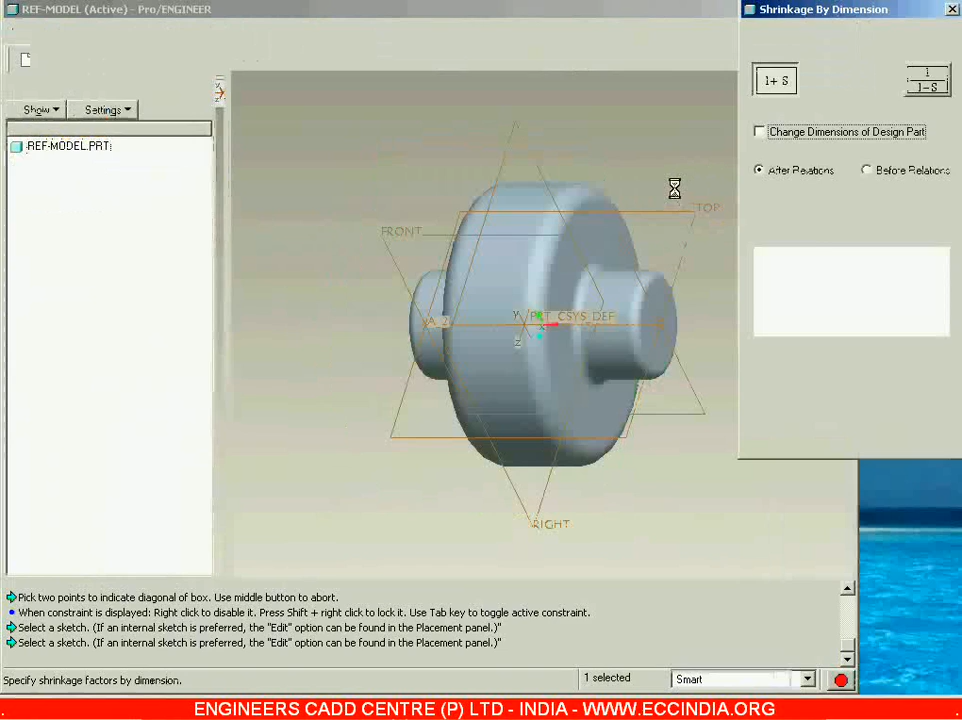 REF-MODEL (Active) - Pro/ENGINEER
Shrinkage By Dimension
1+ S
1
1-S
Show
Settings
Change Dimensions of Design Part
REF-MODEL.PRT
After Relations
Before Relations
TOP
FRONT
PRT_CSYS_DEF
Y
X
Z
RIGHT
Pick two points to indicate diagonal of box. Use middle button to abort.
When constraint is displayed: Right click to disable it. Press Shift + right click to lock it. Use Tab key to toggle active constraint.
Select a sketch. (If an internal sketch is preferred, the "Edit" option can be found in the Placement panel.)"
Select a sketch. (If an internal sketch is preferred, the "Edit" option can be found in the Placement panel.)"
Specify shrinkage factors by dimension.
1 selected
Smart
ENGINEERS CADD CENTRE (P) LTD - INDIA - WWW.ECCINDIA.ORG